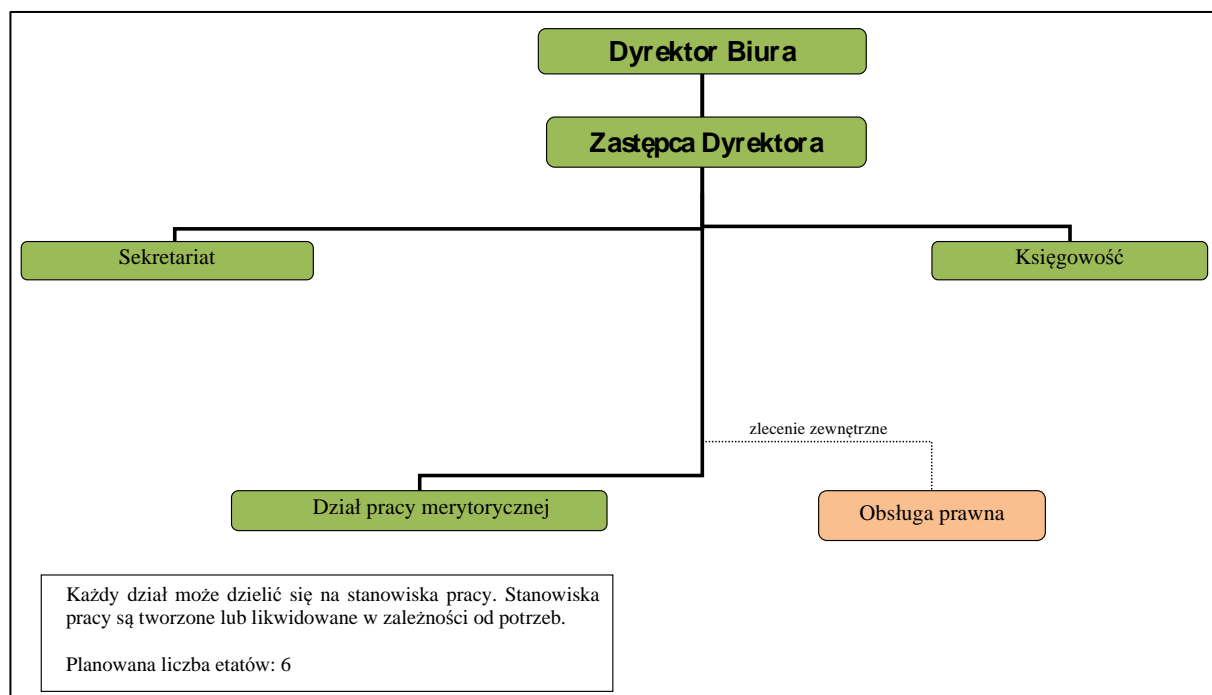 Dyrektor Biura
Zastępca Dyrektora
Sekretariat
Księgowość
zlecenie zewnętrzne
Dział pracy merytorycznej
Obsługa prawna
Każdy dział może dzielić się na stanowiska pracy. Stanowiska
pracy są tworzone lub likwidowane w zależności od potrzeb.
Planowana liczba etatów: 6